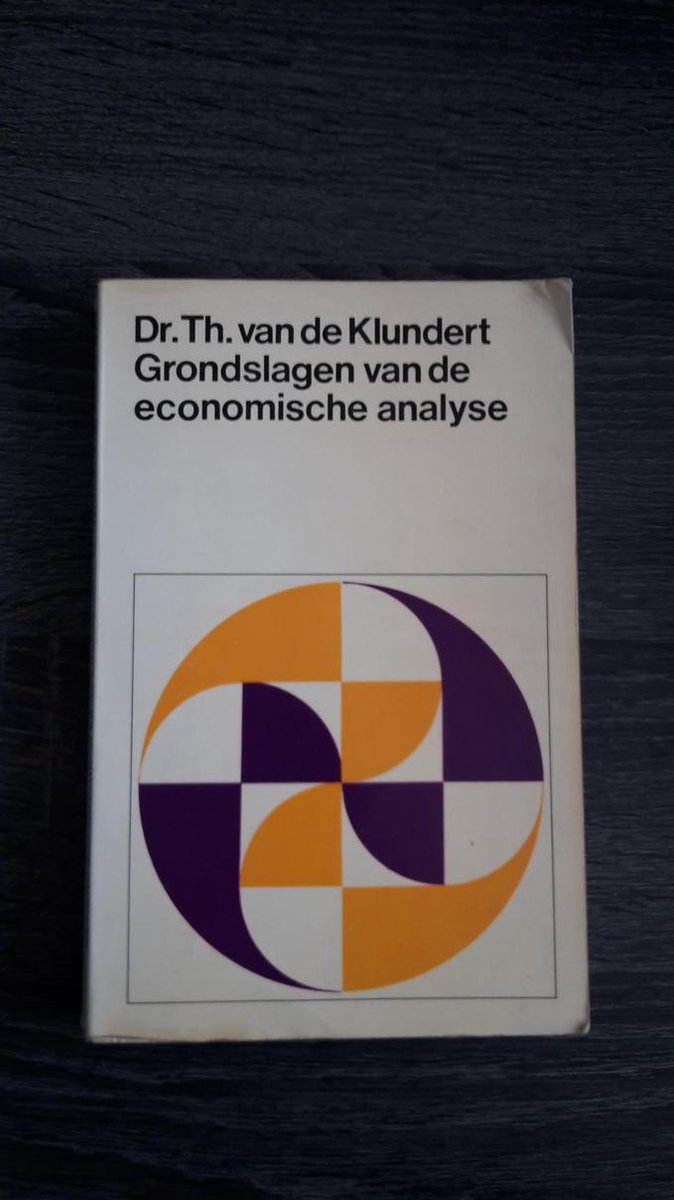 Dr. Th. van de Klundert
Grondslagen van de
economische analyse